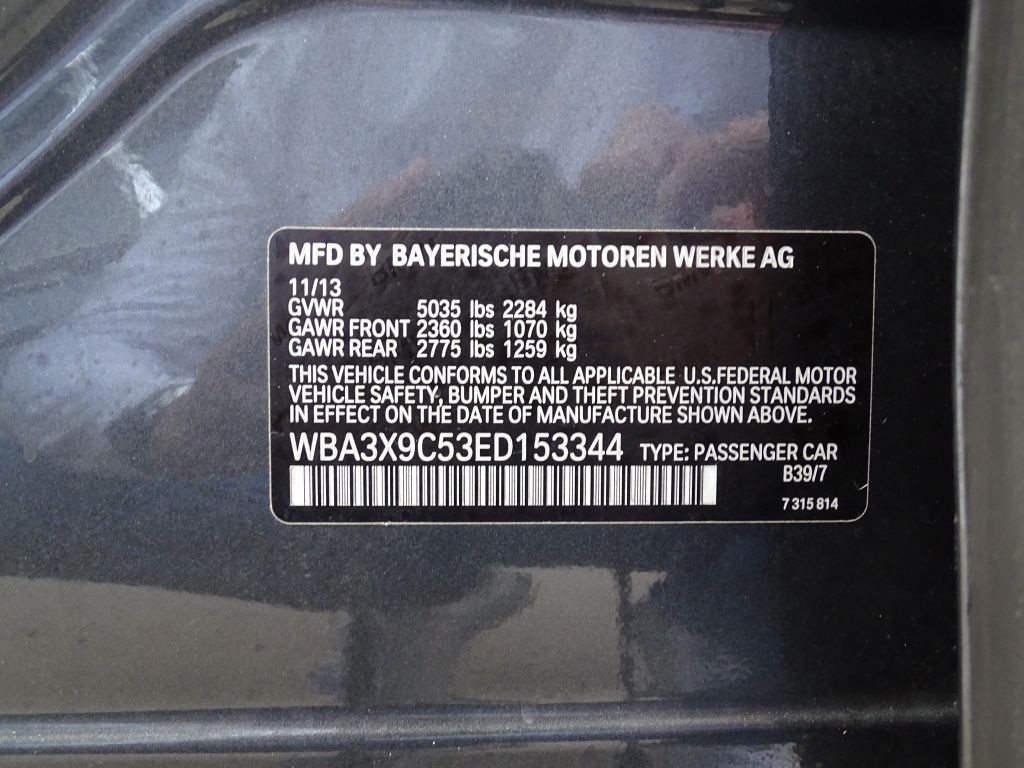 MFD BY BAYERISCHE MOTOREN WERKE AG
11/13
GVWR 5035 lbs 2284 kg
GAWR FRONT 2360 lbs 1070 kg
GAWR REAR 2775 lbs 1259 kg
THIS VEHICLE CONFORMS TO ALL APPLICABLE U.S.FEDERAL MOTOR
VEHICLE SAFETY, BUMPER AND THEFT PREVENTION STANDARDS
IN EFFECT ON THE DATE OF MANUFACTURE SHOWN ABOVE.
WBA3X9C53ED153344 TYPE: PASSENGER CAR
B39/7
7 315 814